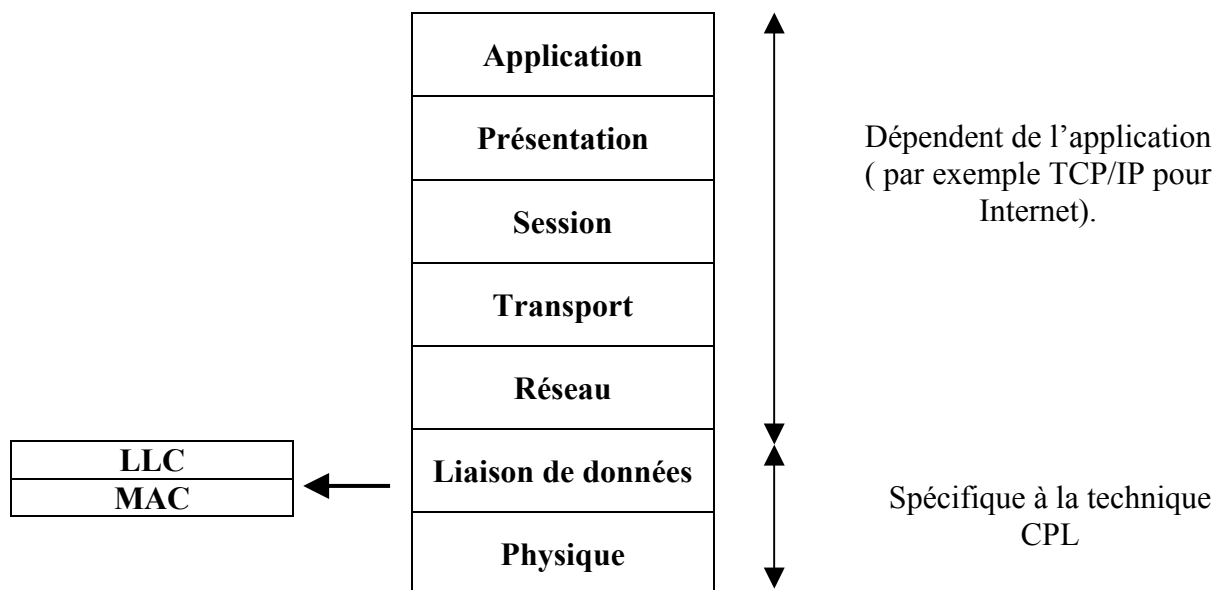 Application
Présentation
Session
Transport
Réseau
Liaison de données
Physique
LLC
MAC
Dépendent de l’application
( par exemple TCP/IP pour
Internet).
Spécifique à la technique
CPL